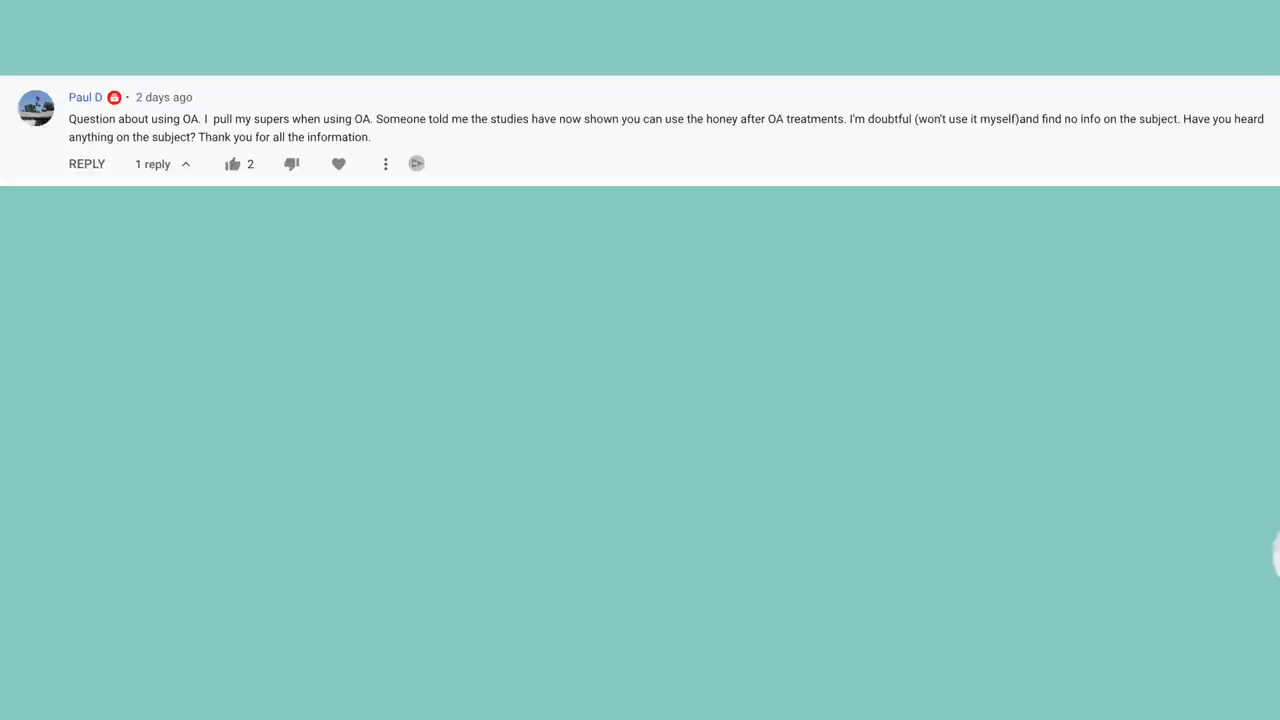 Paul D · 2 days ago
Question about using OA. I pull my supers when using OA. Someone told me the studies have now shown you can use the honey after OA treatments. I'm doubtful (won't use it myself)and find no info on the subject. Have you heard
anything on the subject? Thank you for all the information.
REPLY 1 reply 2